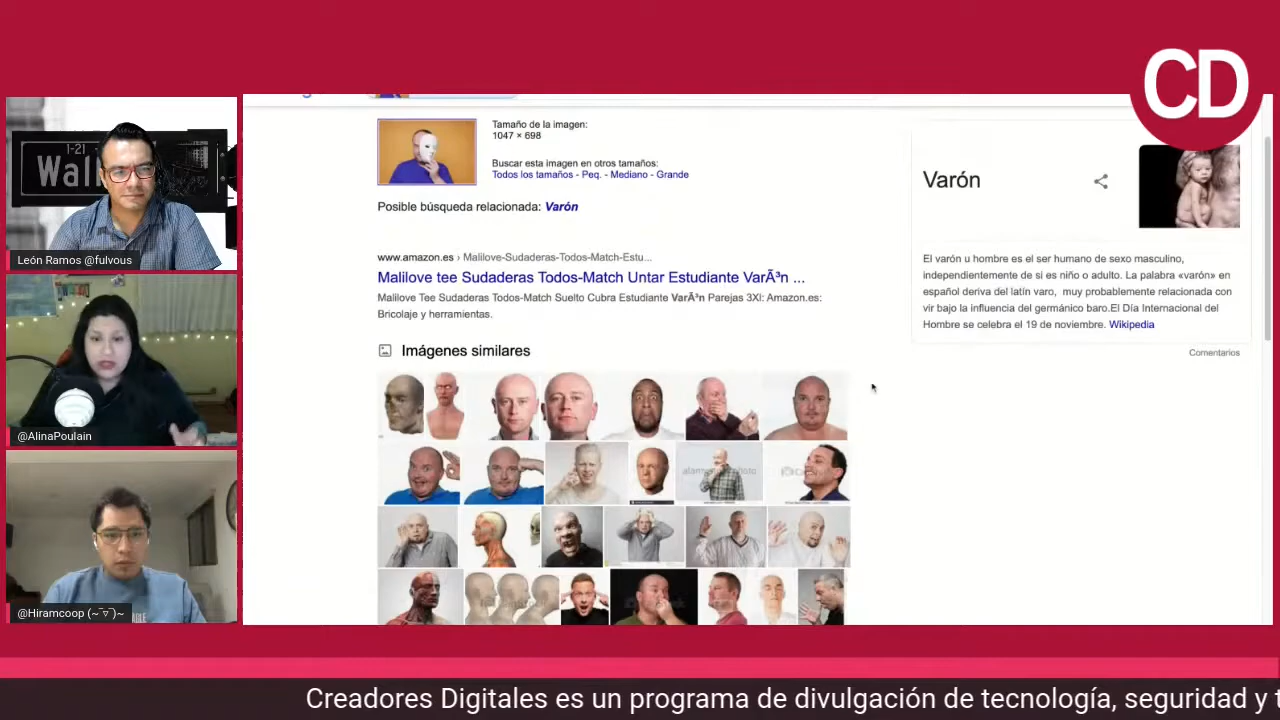 CD
1-21
Wall
León Ramos @fulvous
@AlinaPoulain
@Hiramcoop (~¯▽¯)~
Tamaño de la imagen:
1047 × 698
Buscar esta imagen en otros tamaños:
Todos los tamaños - Peq. - Mediano - Grande
Posible búsqueda relacionada: Varón
www.amazon.es › Malilove-Sudaderas-Todos-Match-Estu...
Malilove tee Sudaderas Todos-Match Untar Estudiante VarÃ³n ...
Malilove Tee Sudaderas Todos-Match Suelto Cubra Estudiante VarÃ³n Parejas 3Xl: Amazon.es:
Bricolaje y herramientas.
Imágenes similares
Varón
El varón u hombre es el ser humano de sexo masculino,
independientemente de si es niño o adulto. La palabra «varón» en
español deriva del latín varo, muy probablemente relacionada con
vir bajo la influencia del germánico baro.El Día Internacional del
Hombre se celebra el 19 de noviembre. Wikipedia
Comentarios
Creadores Digitales es un programa de divulgación de tecnología, seguridad y t